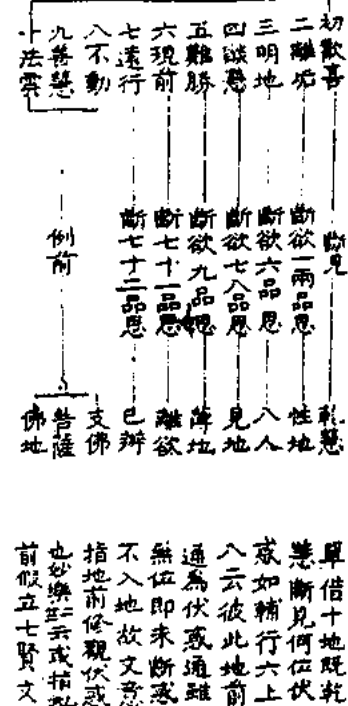 初歡喜 斷見 乾慧
二離垢 斷欲一兩品思 性地
三明地 斷欲六品思 八人
四燄慧 斷欲七八品思 見地
五難勝 斷欲九品思 薄地
六現前 斷七十一品思 離欲
七遠行 斷七十二品思 已辦
八不動 支佛
九善慧 例前 菩薩
十法雲 佛地
單借十地既乾
慧斷見何位伏
惑如輔行六上
八云彼此地前
通為伏惑通雖
無位即未斷惑
不入地故文意
指地前修觀伏惑
也妙樂云或指乾
前假立七賢文